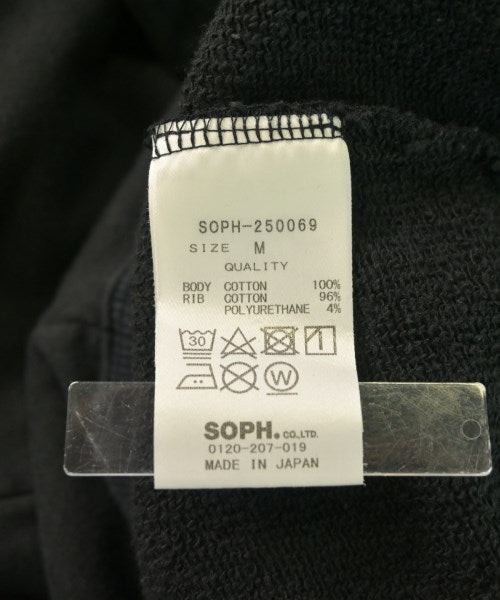 SOPH-250069
SIZE M
QUALITY
BODY COTTON 100%
RIB COTTON 96%
POLYURETHANE 4%
30
W
SOPH. CO.,LTD.
0120-207-019
MADE IN JAPAN